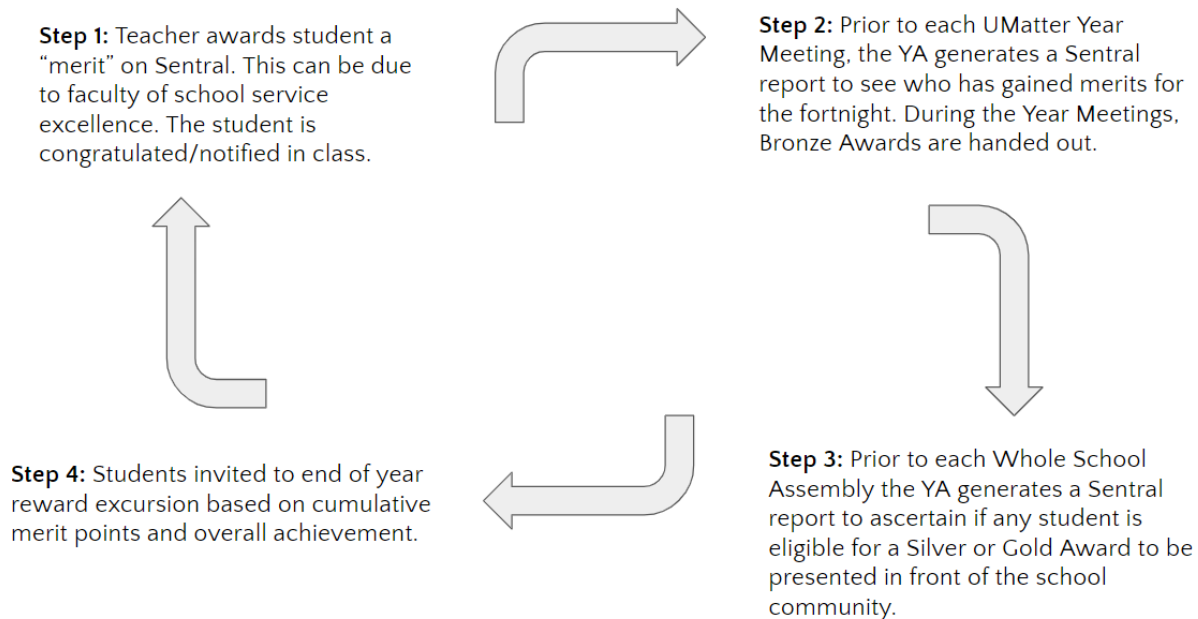 Step 1: Teacher awards student a
“merit” on Sentral. This can be due
to faculty of school service
excellence. The student is
congratulated/notified in class.
Step 2: Prior to each UMatter Year
Meeting, the YA generates a Sentral
report to see who has gained merits for
the fortnight. During the Year Meetings,
Bronze Awards are handed out.
Step 3: Prior to each Whole School
Assembly the YA generates a Sentral
report to ascertain if any student is
eligible for a Silver or Gold Award to be
presented in front of the school
community.
Step 4: Students invited to end of year
reward excursion based on cumulative
merit points and overall achievement.